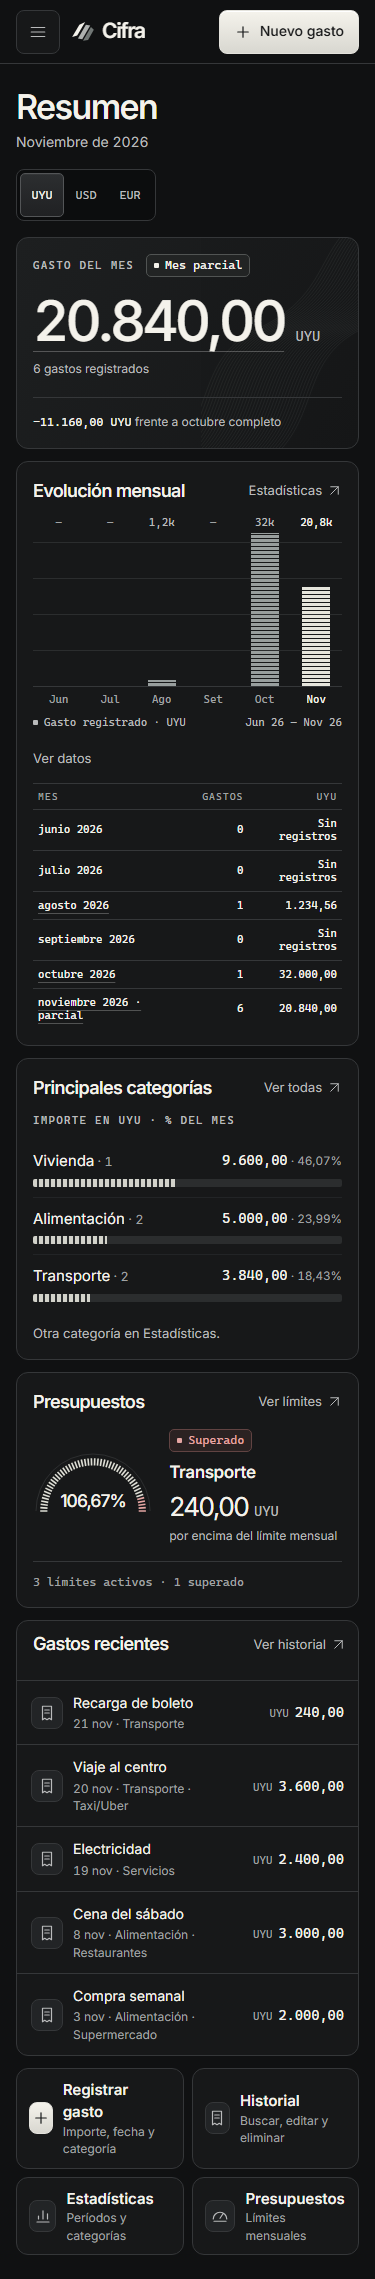 Cifra
Nuevo gasto
Resumen
Noviembre de 2026
UYU USD EUR
GASTO DEL MES
Mes parcial
20.840,00 UYU
6 gastos registrados
−11.160,00 UYU frente a octubre completo
Evolución mensual
Estadísticas
— — 1,2k — 32k 20,8k
Jun Jul Ago Set Oct Nov
Gasto registrado · UYU
Jun 26 — Nov 26
Ver datos
MES GASTOS UYU
junio 2026 0 Sin
registros
julio 2026 0 Sin
registros
agosto 2026 1 1.234,56
septiembre 2026 0 Sin
registros
octubre 2026 1 32.000,00
noviembre 2026 ·
parcial 6 20.840,00
Principales categorías
Ver todas
IMPORTE EN UYU · % DEL MES
Vivienda · 1 9.600,00 · 46,07%
Alimentación · 2 5.000,00 · 23,99%
Transporte · 2 3.840,00 · 18,43%
Otra categoría en Estadísticas.
Presupuestos
Ver límites
106,67%
Superado
Transporte
240,00 UYU
por encima del límite mensual
3 límites activos · 1 superado
Gastos recientes
Ver historial
Recarga de boleto
21 nov · Transporte
UYU 240,00
Viaje al centro
20 nov · Transporte ·
Taxi/Uber
UYU 3.600,00
Electricidad
19 nov · Servicios
UYU 2.400,00
Cena del sábado
8 nov · Alimentación ·
Restaurantes
UYU 3.000,00
Compra semanal
3 nov · Alimentación ·
Supermercado
UYU 2.000,00
Registrar
gasto
Importe, fecha y
categoría
Historial
Buscar, editar y
eliminar
Estadísticas
Períodos y
categorías
Presupuestos
Límites
mensuales